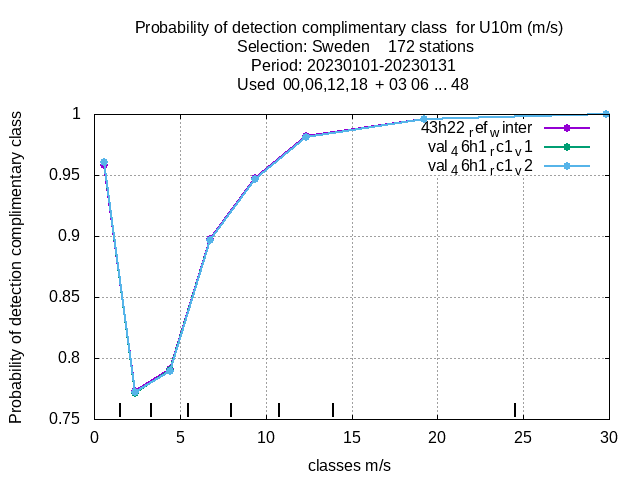 Probability of detection complimentary class  for U10m (m/s)
Selection: Sweden    172 stations
Period: 20230101-20230131
Used  00,06,12,18  + 03 06 ... 48
Probability of detection complimentary class
1
0.95
0.9
0.85
0.8
0.75
43h22_ref_winter
val_46h1_rc1_v1
val_46h1_rc1_v2
0 5 10 15 20 25 30
classes m/s